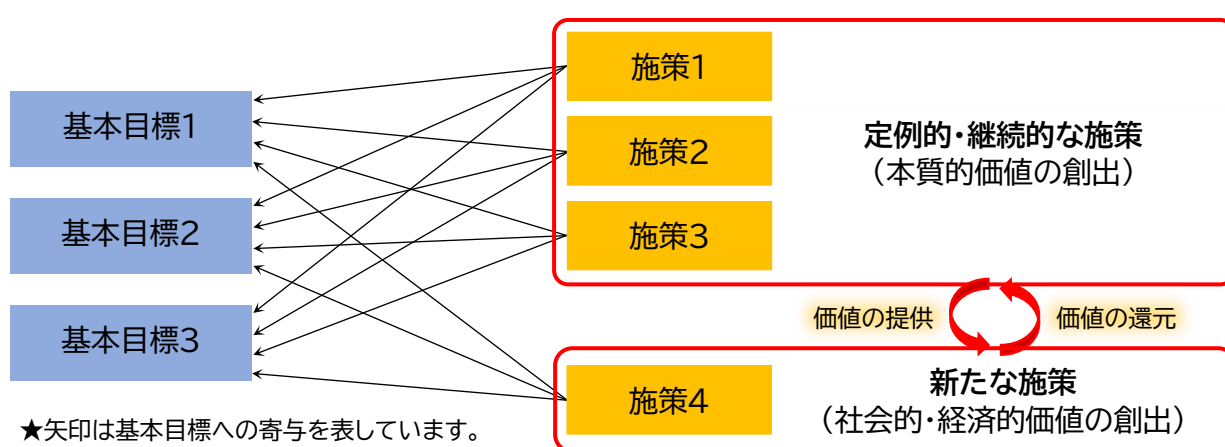 基本目標1
基本目標2
基本目標3
★矢印は基本目標への寄与を表しています。
施策1
施策2
施策3
定例的・継続的な施策
（本質的価値の創出）
価値の提供
価値の還元
施策4
新たな施策
（社会的・経済的価値の創出）